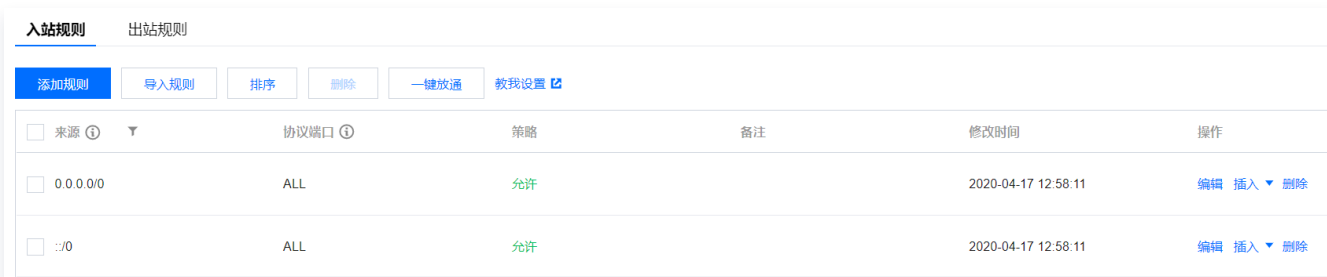 入站规则 出站规则
添加规则 导入规则 排序 删除 一键放通 教我设置
来源 协议端口 策略 备注 修改时间 操作
0.0.0.0/0 ALL 允许 2020-04-17 12:58:11 编辑 插入 删除
::/0 ALL 允许 2020-04-17 12:58:11 编辑 插入 删除